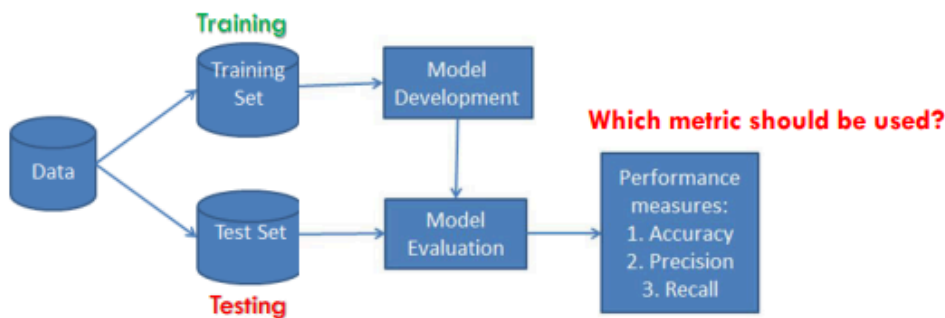 Training
Training
Set
Model
Development
Which metric should be used?
Data
Test Set
Model
Evaluation
Performance
measures:
1. Accuracy
2. Precision
3. Recall
Testing